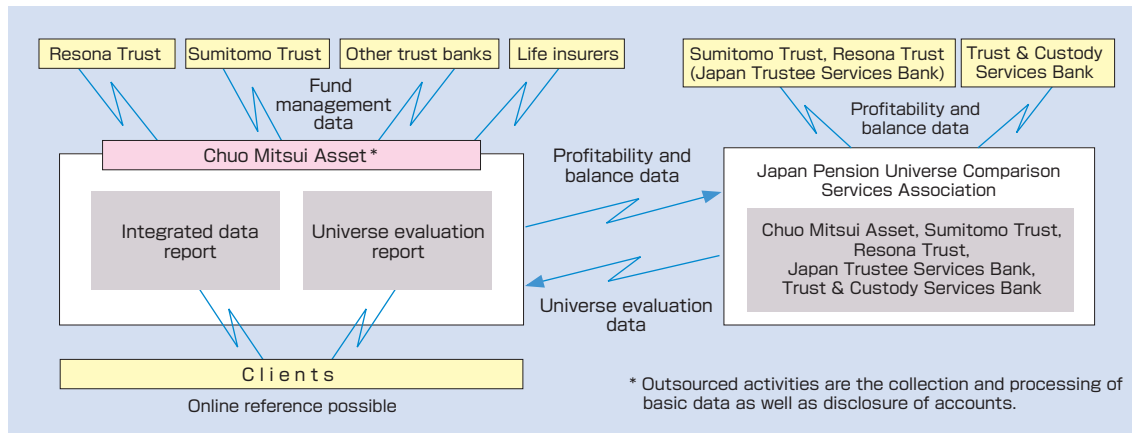 Resona Trust
Sumitomo Trust
Other trust banks
Life insurers
Fund
management
data
Chuo Mitsui Asset*
Integrated data
report
Universe evaluation
report
Clients
Online reference possible
Profitability and
balance data
Universe evaluation
data
Sumitomo Trust, Resona Trust
(Japan Trustee Services Bank)
Trust & Custody
Services Bank
Profitability and
balance data
Japan Pension Universe Comparison
Services Association
Chuo Mitsui Asset, Sumitomo Trust,
Resona Trust,
Japan Trustee Services Bank,
Trust & Custody Services Bank
* Outsourced activities are the collection and processing of
basic data as well as disclosure of accounts.